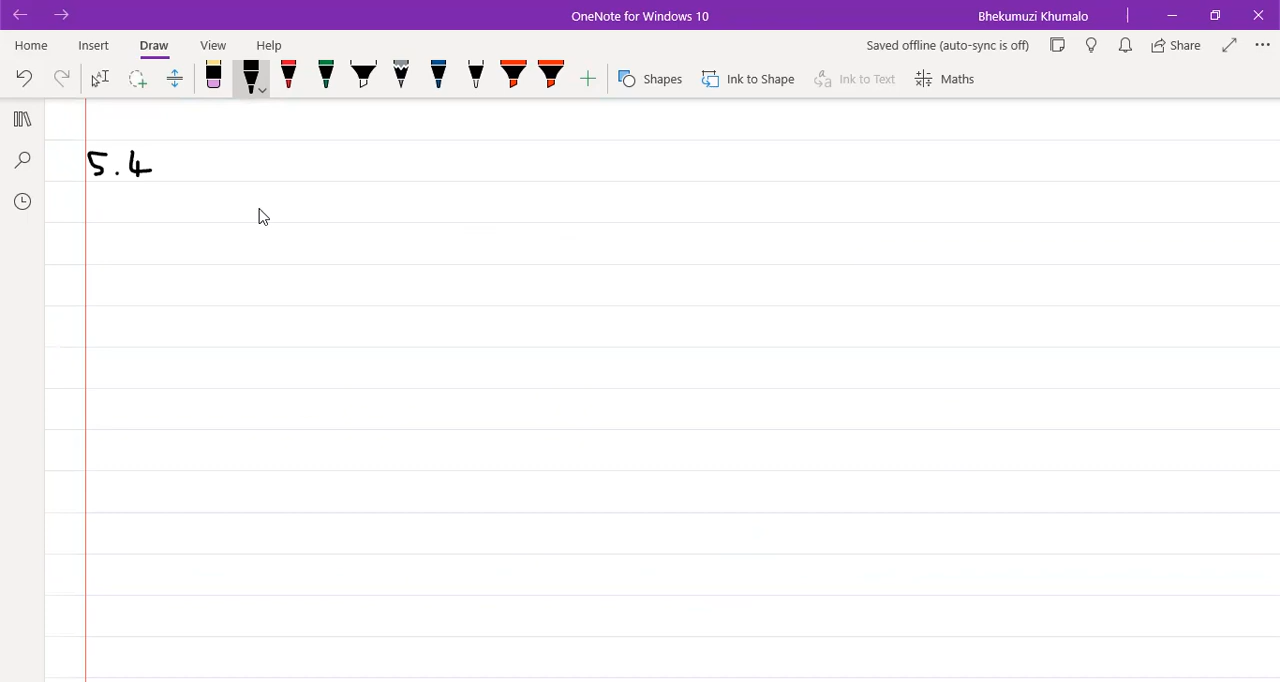 OneNote for Windows 10
Bhekumuzi Khumalo
Home Insert Draw View Help
Saved offline (auto-sync is off) Share
Shapes Ink to Shape Ink to Text Maths
5.4